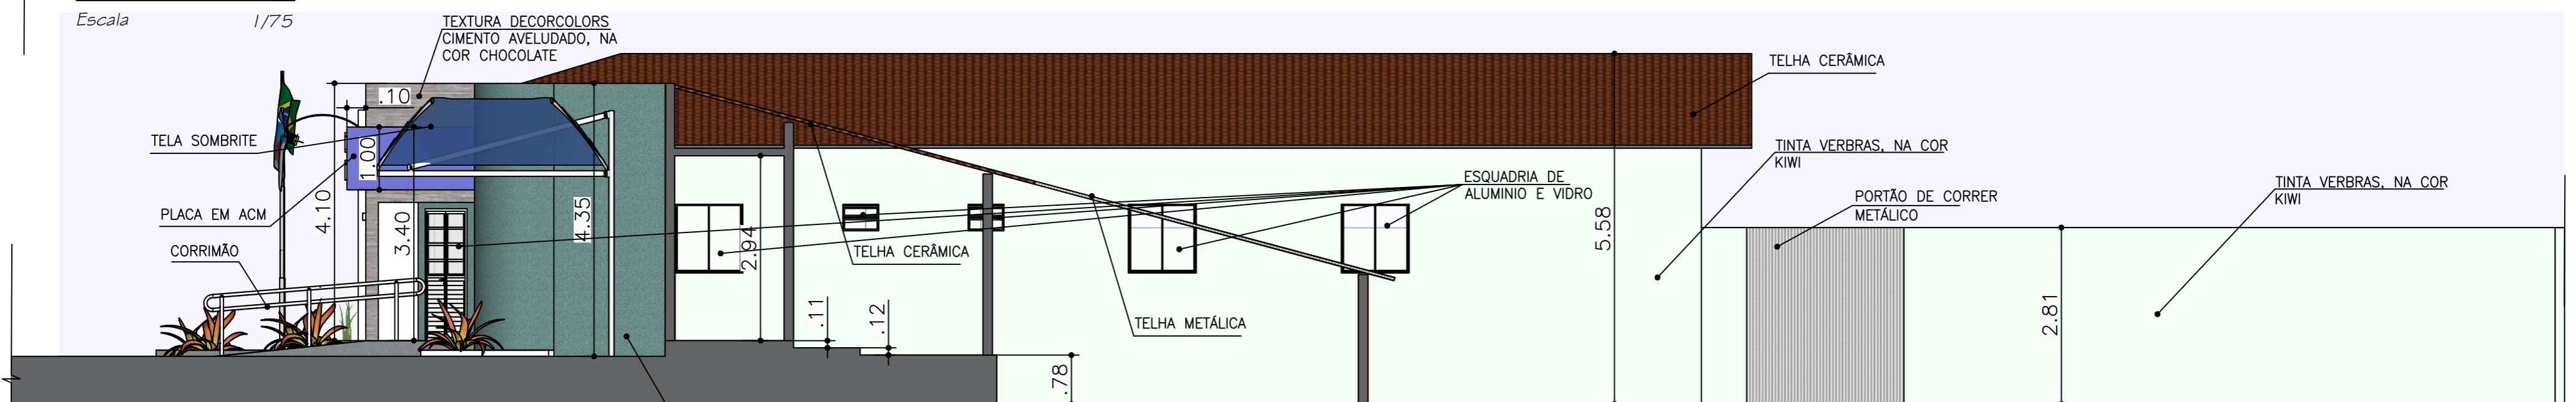 Escala 1/75
TEXTURA DECORCOLORS
CIMENTO AVELUDADO, NA
COR CHOCOLATE
TELHA CERÂMICA
.10
TELA SOMBRITE
1.00
TINTA VERBRAS, NA COR
KIWI
ESQUADRIA DE
ALUMINIO E VIDRO
TINTA VERBRAS, NA COR
KIWI
PORTÃO DE CORRER
METÁLICO
PLACA EM ACM
4.10
3.40
4.35
2.94
5.58
CORRIMÃO
TELHA CERÂMICA
.11
.12
TELHA METÁLICA
2.81
.78